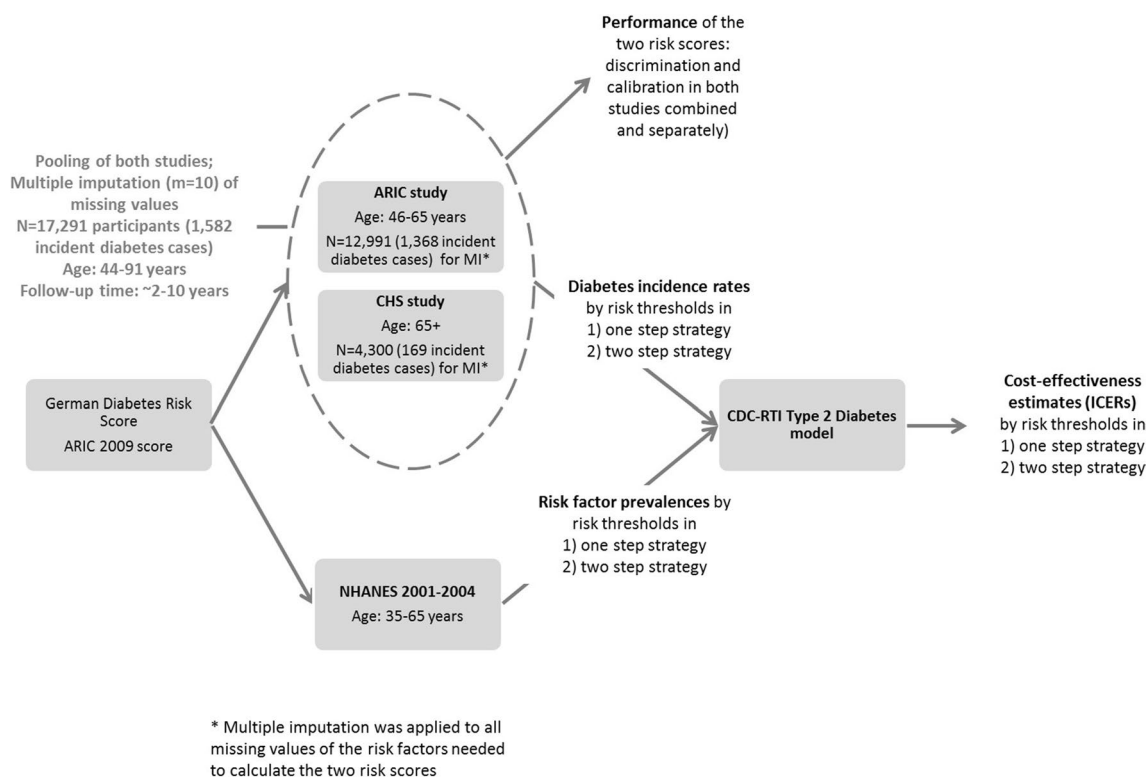 Performance of the
two risk scores:
discrimination and
calibration in both
studies combined
and separately)
Pooling of both studies;
Multiple imputation (m=10) of
missing values
N=17,291 participants (1,582
incident diabetes cases)
Age: 44-91 years
Follow-up time: ~2-10 years
ARIC study
Age: 46-65 years
N=12,991 (1,368 incident
diabetes cases) for MI*
CHS study
Age: 65+
N=4,300 (169 incident
diabetes cases) for MI*
German Diabetes Risk
Score
ARIC 2009 score
Diabetes incidence rates
by risk thresholds in
1) one step strategy
2) two step strategy
CDC-RTI Type 2 Diabetes
model
Cost-effectiveness
estimates (ICERs)
by risk thresholds in
1) one step strategy
2) two step strategy
Risk factor prevalences by
risk thresholds in
1) one step strategy
2) two step strategy
NHANES 2001-2004
Age: 35-65 years
* Multiple imputation was applied to all
missing values of the risk factors needed
to calculate the two risk scores